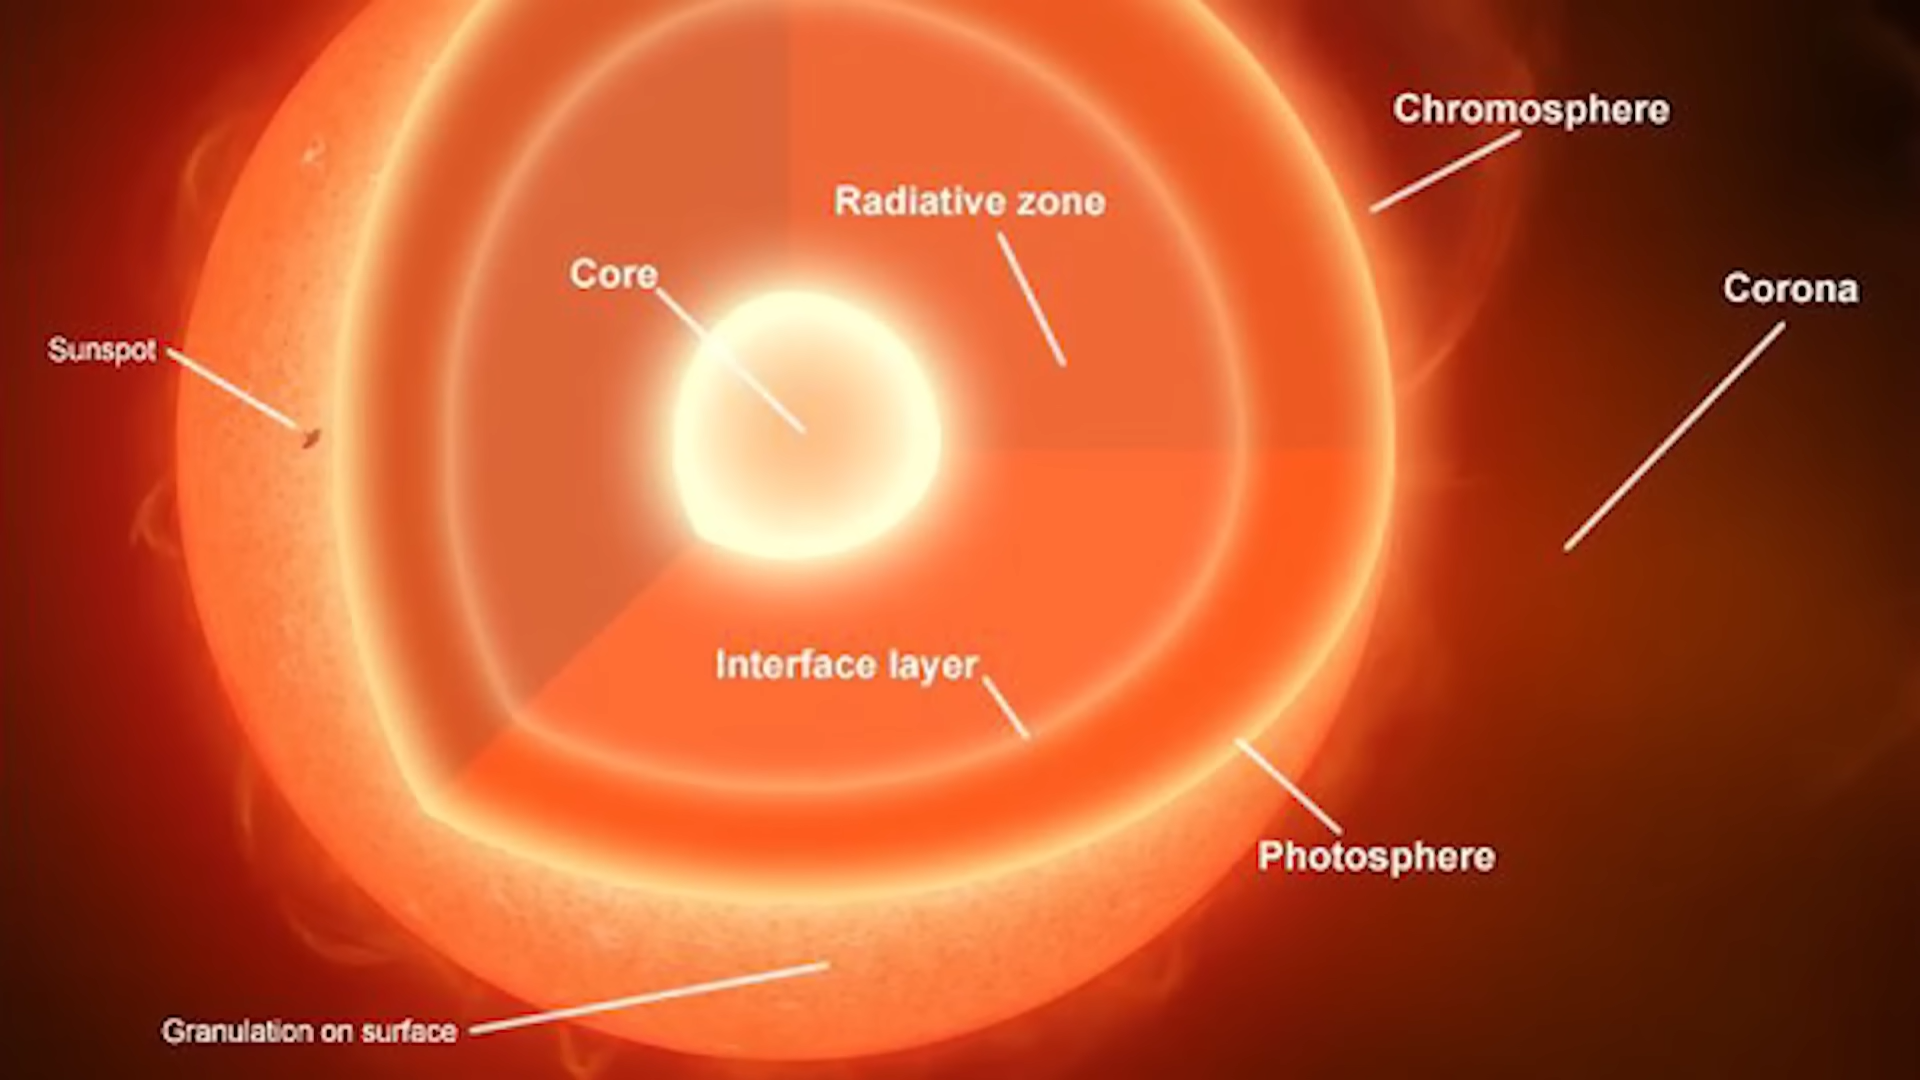 Chromosphere
Radiative zone
Core
Corona
Sunspot
Interface layer
Photosphere
Granulation on surface